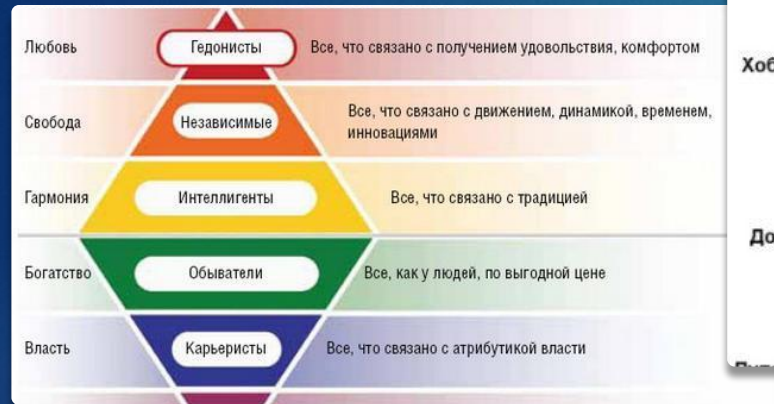 Любовь Гедонисты Все, что связано с получением удовольствия, комфортом
Свобода Независимые Все, что связано с движением, динамикой, временем,
инновациями
Гармония Интеллигенты Все, что связано с традицией
Богатство Обыватели Все, как у людей, по выгодной цене
Власть Карьеристы Все, что связано с атрибутикой власти